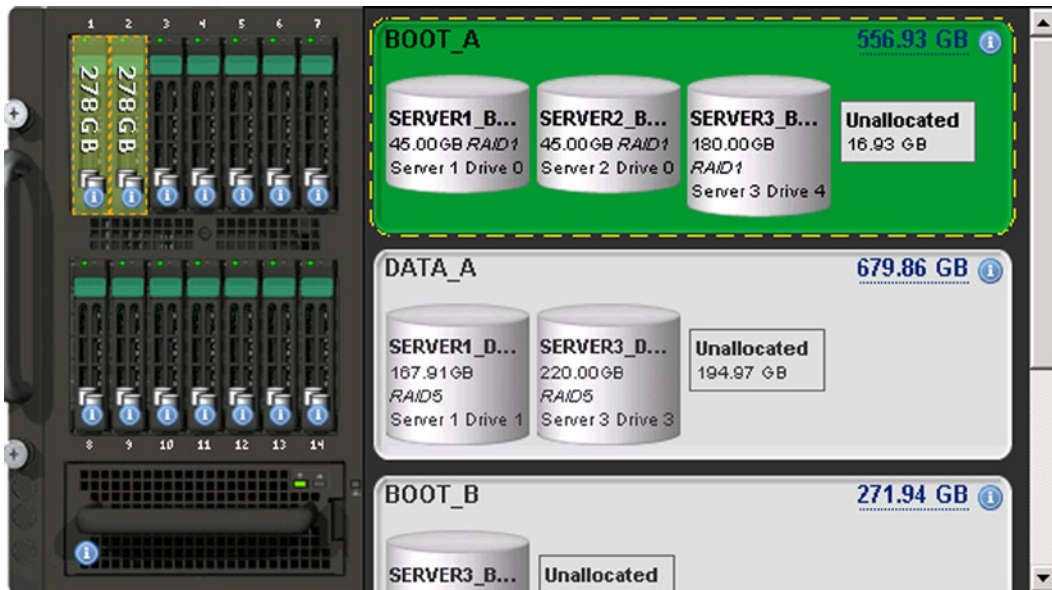 1 2 3 4 5 6 7
278GB 278GB
8 9 10 11 12 13 14
BOOT_A 556.93 GB
SERVER1_B... SERVER2_B... SERVER3_B... Unallocated
45.00GB RAID1 45.00GB RAID1 180.00GB 16.93 GB
Server 1 Drive 0 Server 2 Drive 0 RAID1
Server 3 Drive 4
DATA_A 679.86 GB
SERVER1_D... SERVER3_D... Unallocated
167.91GB 220.00GB 194.97 GB
RAID5 RAID5
Server 1 Drive 1 Server 3 Drive 3
BOOT_B 271.94 GB
SERVER3_B... Unallocated